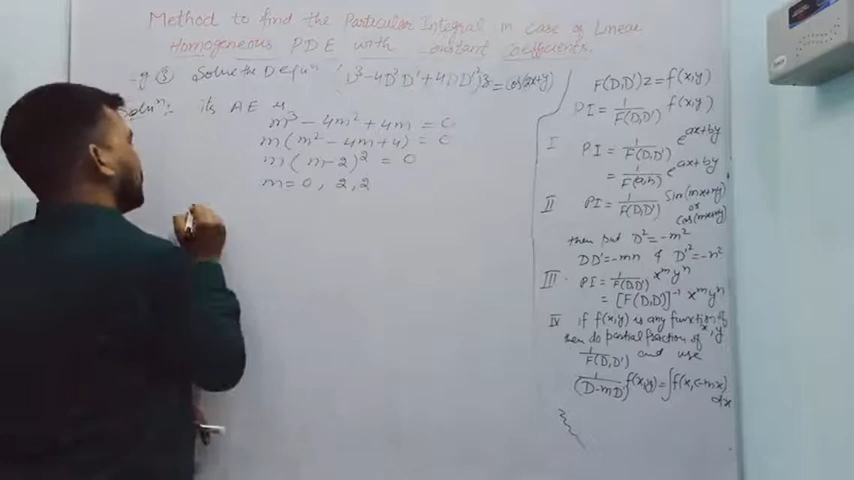 Method to find the Particular Integral in case of Linear
Homogeneous PDE with constant coefficients.
eg ③ Solve the D Equⁿ (D³-4D²D'+4DD'²)z = cos(2x+y)
Soluⁿ:- its AE is
m³ - 4m² + 4m = 0
m(m² - 4m + 4) = 0
m(m-2)² = 0
m = 0, 2, 2
F(D,D')z = f(x,y)
PI = 1/F(D,D') f(x,y)
I PI = 1/F(D,D') e^ax+by
= 1/F(a,b) e^ax+by
II PI = 1/F(D,D') Sin(mx+ny) or cos(mx+ny)
then put D² = -m²
DD' = -mn & D'² = -n²
III PI = 1/F(D,D') x^m y^n
= [F(D,D')]⁻¹ x^m y^n
IV if f(x,y) is any function of x,y
then do partial fraction of
1/F(D,D') and use
1/(D-mD') f(x,y) = ∫f(x,c-mx) dx